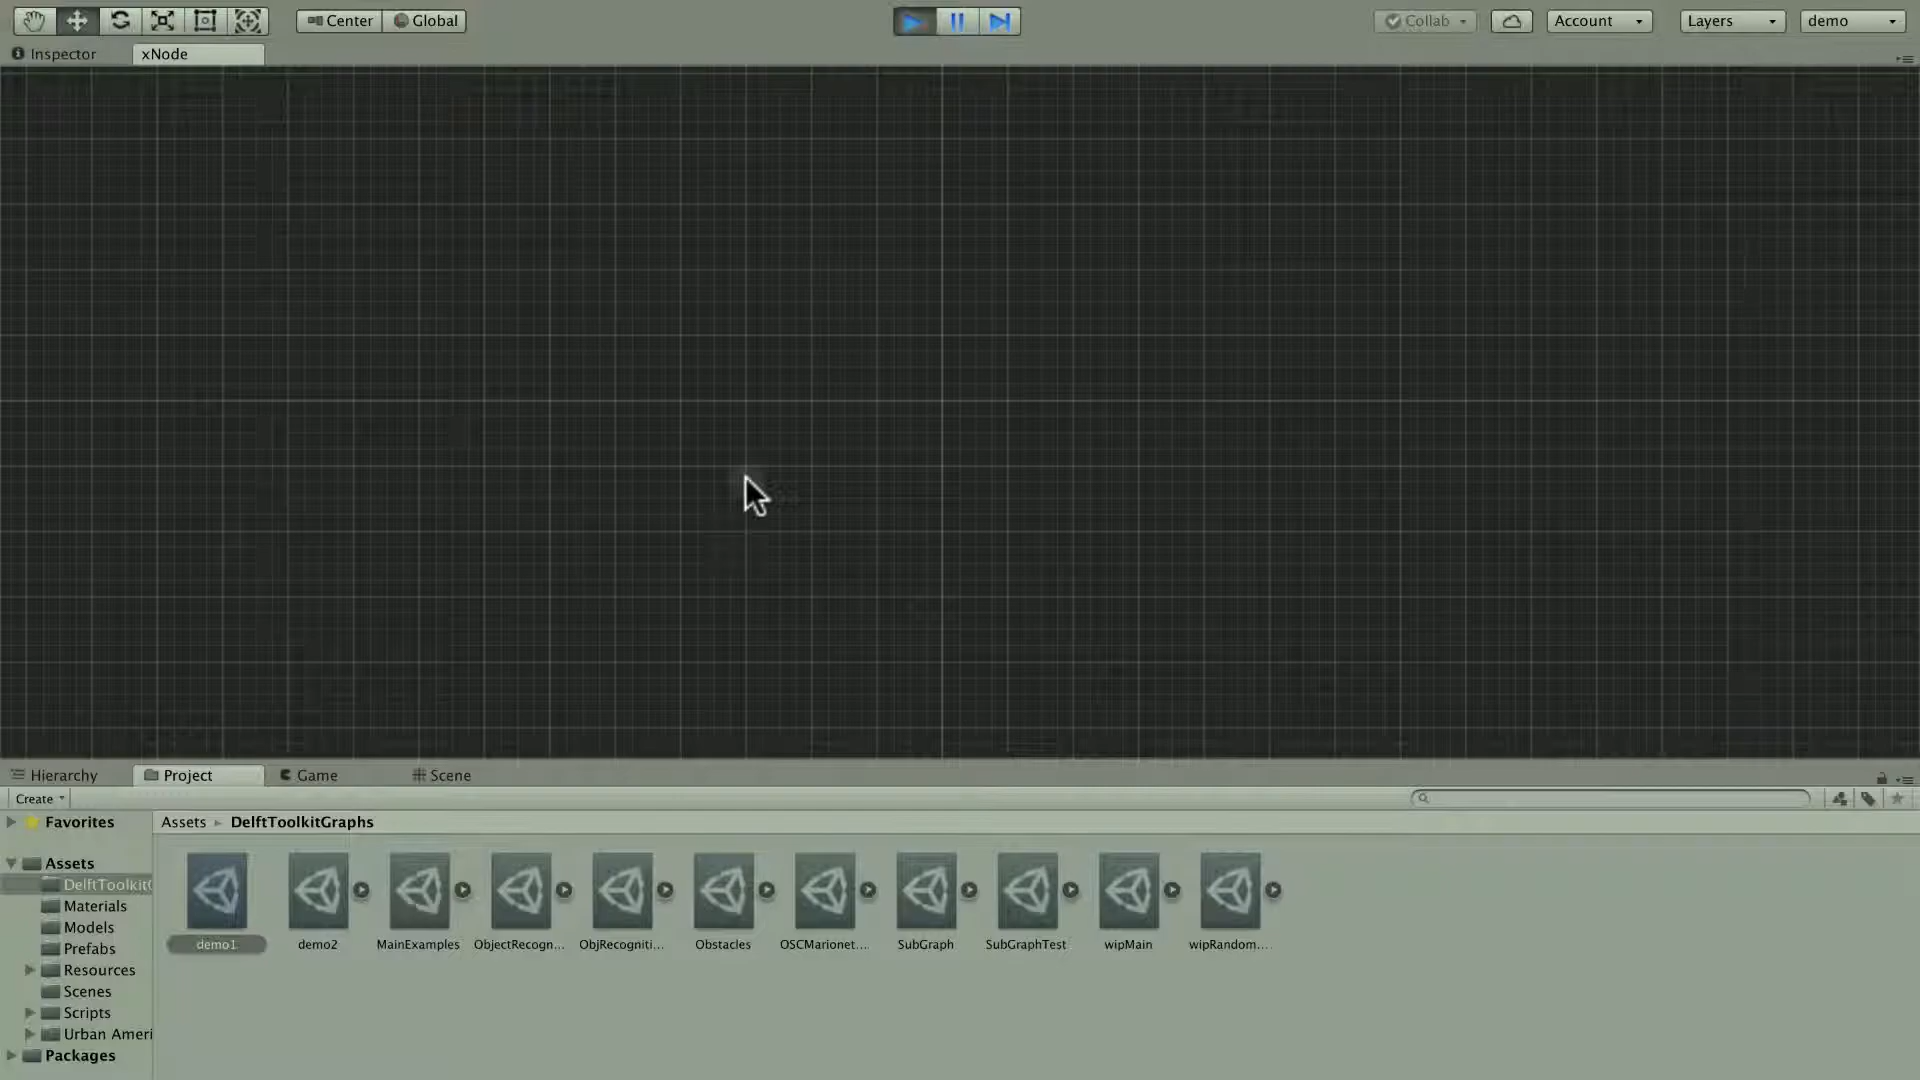 Center Global Collab Account Layers demo
Inspector xNode
Hierarchy Project Game Scene
Create
Favorites Assets DelftToolkitGraphs
Assets
DelftToolkit
Materials
Models
Prefabs
Resources
Scenes
Scripts
Urban Ameri
Packages
demo1 demo2 MainExamples ObjectRecogn... ObjRecogniti... Obstacles OSCMarionet... SubGraph SubGraphTest wipMain wipRandom....